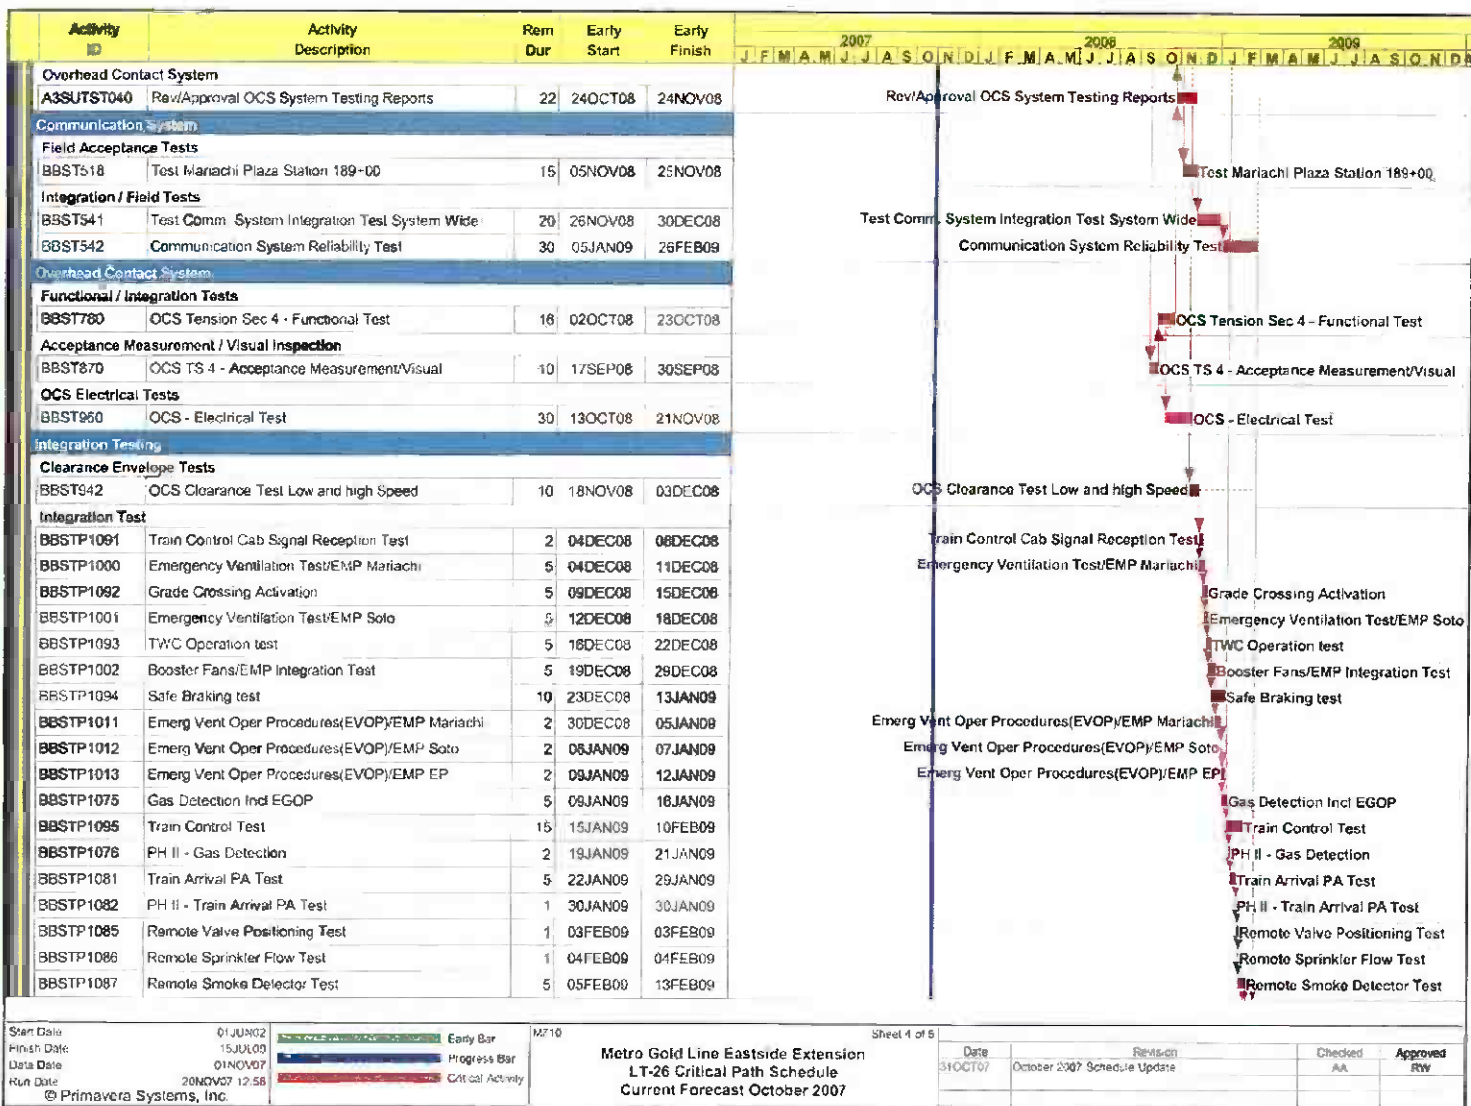 Activity ID Activity Description Rem Dur Early Start Early Finish
2007 2008 2009
J F M A M J J A S O N D J F M A M J J A S O N D J F M A M J J A S O N D
Overhead Contact System
A3SUTST040 Rev/Approval OCS System Testing Reports 22 24OCT08 24NOV08 Rev/Approval OCS System Testing Reports
Communication System
Field Acceptance Tests
BBST518 Test Mariachi Plaza Station 189+00 15 05NOV08 25NOV08 Test Mariachi Plaza Station 189+00
Integration / Field Tests
BBST541 Test Comm. System Integration Test System Wide 20 26NOV08 30DEC08 Test Comm. System Integration Test System Wide
BBST542 Communication System Reliability Test 30 05JAN09 26FEB09 Communication System Reliability Test
Overhead Contact System
Functional / Integration Tests
BBST780 OCS Tension Sec 4 - Functional Test 16 02OCT08 23OCT08 OCS Tension Sec 4 - Functional Test
Acceptance Measurement / Visual Inspection
BBST870 OCS TS 4 - Acceptance Measurement/Visual 10 17SEP08 30SEP08 OCS TS 4 - Acceptance Measurement/Visual
OCS Electrical Tests
BBST960 OCS - Electrical Test 30 13OCT08 21NOV08 OCS - Electrical Test
Integration Testing
Clearance Envelope Tests
BBST942 OCS Clearance Test Low and high Speed 10 18NOV08 03DEC08 OCS Clearance Test Low and high Speed
Integration Test
BBSTP1091 Train Control Cab Signal Reception Test 2 04DEC08 08DEC08 Train Control Cab Signal Reception Test
BBSTP1000 Emergency Ventilation Test/EMP Mariachi 5 04DEC08 11DEC08 Emergency Ventilation Test/EMP Mariachi
BBSTP1092 Grade Crossing Activation 5 09DEC08 15DEC08 Grade Crossing Activation
BBSTP1001 Emergency Ventilation Test/EMP Soto 5 12DEC08 18DEC08 Emergency Ventilation Test/EMP Soto
BBSTP1093 TWC Operation test 5 16DEC08 22DEC08 TWC Operation test
BBSTP1002 Booster Fans/EMP Integration Test 5 19DEC08 29DEC08 Booster Fans/EMP Integration Test
BBSTP1094 Safe Braking test 10 23DEC08 13JAN09 Safe Braking test
BBSTP1011 Emerg Vent Oper Procedures(EVOP)/EMP Mariachi 2 30DEC08 05JAN09 Emerg Vent Oper Procedures(EVOP)/EMP Mariachi
BBSTP1012 Emerg Vent Oper Procedures(EVOP)/EMP Soto 2 06JAN09 07JAN09 Emerg Vent Oper Procedures(EVOP)/EMP Soto
BBSTP1013 Emerg Vent Oper Procedures(EVOP)/EMP EP 2 09JAN09 12JAN09 Emerg Vent Oper Procedures(EVOP)/EMP EP
BBSTP1075 Gas Detection Incl EGOP 5 09JAN09 16JAN09 Gas Detection Incl EGOP
BBSTP1095 Train Control Test 15 15JAN09 10FEB09 Train Control Test
BBSTP1076 PH II - Gas Detection 2 19JAN09 21JAN09 PH II - Gas Detection
BBSTP1081 Train Arrival PA Test 5 22JAN09 29JAN09 Train Arrival PA Test
BBSTP1082 PH II - Train Arrival PA Test 1 30JAN09 30JAN09 PH II - Train Arrival PA Test
BBSTP1085 Remote Valve Positioning Test 1 03FEB09 03FEB09 Remote Valve Positioning Test
BBSTP1086 Remote Sprinkler Flow Test 1 04FEB09 04FEB09 Remote Sprinkler Flow Test
BBSTP1087 Remote Smoke Detector Test 5 05FEB09 13FEB09 Remote Smoke Detector Test
Start Date 01JUN02
Finish Date 15JUL09
Data Date 01NOV07
Run Date 20NOV07 12:58
© Primavera Systems, Inc.
Early Bar
Progress Bar
Critical Activity
MZ10
Sheet 4 of 5
Metro Gold Line Eastside Extension
LT-26 Critical Path Schedule
Current Forecast October 2007
Date Revision Checked Approved
31OCT07 October 2007 Schedule Update AA RW